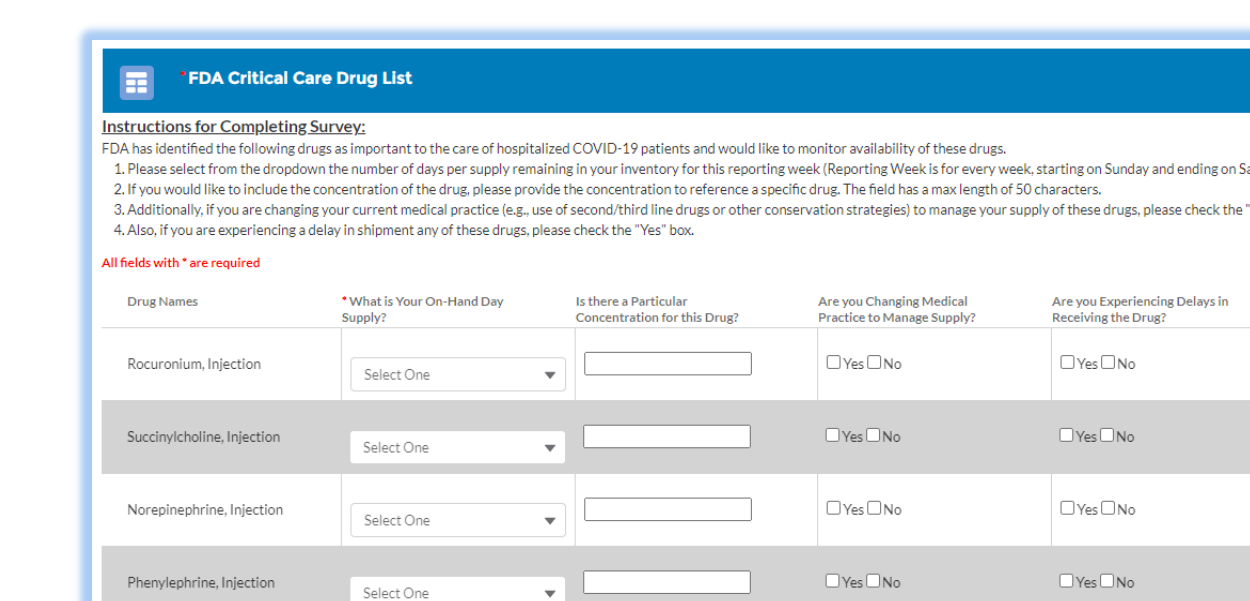 *FDA Critical Care Drug List
Instructions for Completing Survey:
FDA has identified the following drugs as important to the care of hospitalized COVID-19 patients and would like to monitor availability of these drugs.
1. Please select from the dropdown the number of days per supply remaining in your inventory for this reporting week (Reporting Week is for every week, starting on Sunday and ending on Sa
2. If you would like to include the concentration of the drug, please provide the concentration to reference a specific drug. The field has a max length of 50 characters.
3. Additionally, if you are changing your current medical practice (e.g., use of second/third line drugs or other conservation strategies) to manage your supply of these drugs, please check the "
4. Also, if you are experiencing a delay in shipment any of these drugs, please check the "Yes" box.
All fields with * are required
Drug Names
* What is Your On-Hand Day
Supply?
Is there a Particular
Concentration for this Drug?
Are you Changing Medical
Practice to Manage Supply?
Are you Experiencing Delays in
Receiving the Drug?
Rocuronium, Injection
Select One
Yes No
Yes No
Succinylcholine, Injection
Select One
Yes No
Yes No
Norepinephrine, Injection
Select One
Yes No
Yes No
Phenylephrine, Injection
Select One
Yes No
Yes No